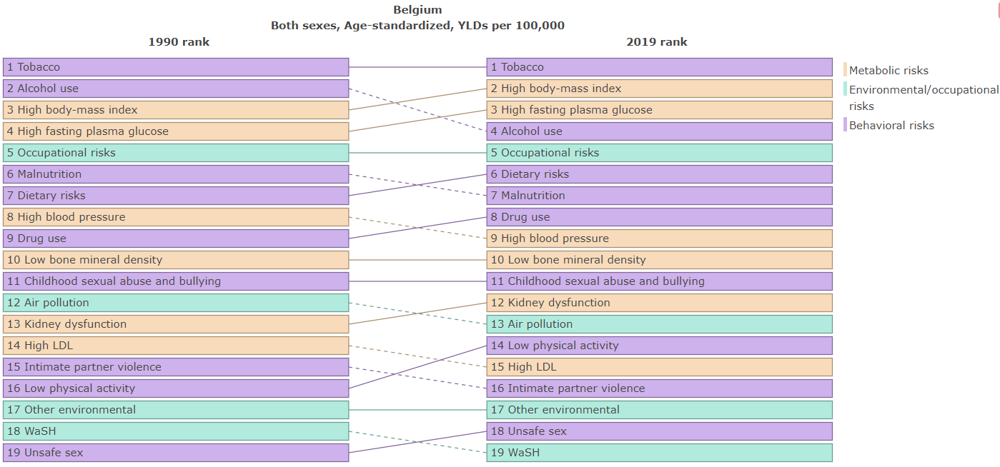 Belgium
Both sexes, Age-standardized, YLDs per 100,000
1990 rank
2019 rank
1 Tobacco
1 Tobacco
2 Alcohol use
2 High body-mass index
3 High body-mass index
3 High fasting plasma glucose
4 High fasting plasma glucose
4 Alcohol use
5 Occupational risks
5 Occupational risks
6 Malnutrition
6 Dietary risks
7 Dietary risks
7 Malnutrition
8 High blood pressure
8 Drug use
9 Drug use
9 High blood pressure
10 Low bone mineral density
10 Low bone mineral density
11 Childhood sexual abuse and bullying
11 Childhood sexual abuse and bullying
12 Air pollution
12 Kidney dysfunction
13 Kidney dysfunction
13 Air pollution
14 High LDL
14 Low physical activity
15 Intimate partner violence
15 High LDL
16 Low physical activity
16 Intimate partner violence
17 Other environmental
17 Other environmental
18 WaSH
18 Unsafe sex
19 Unsafe sex
19 WaSH
Metabolic risks
Environmental/occupational
risks
Behavioral risks